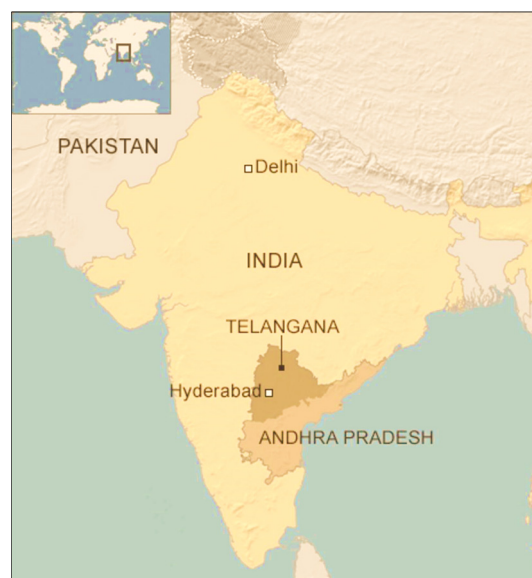 PAKISTAN
Delhi
INDIA
TELANGANA
Hyderabad
ANDHRA PRADESH